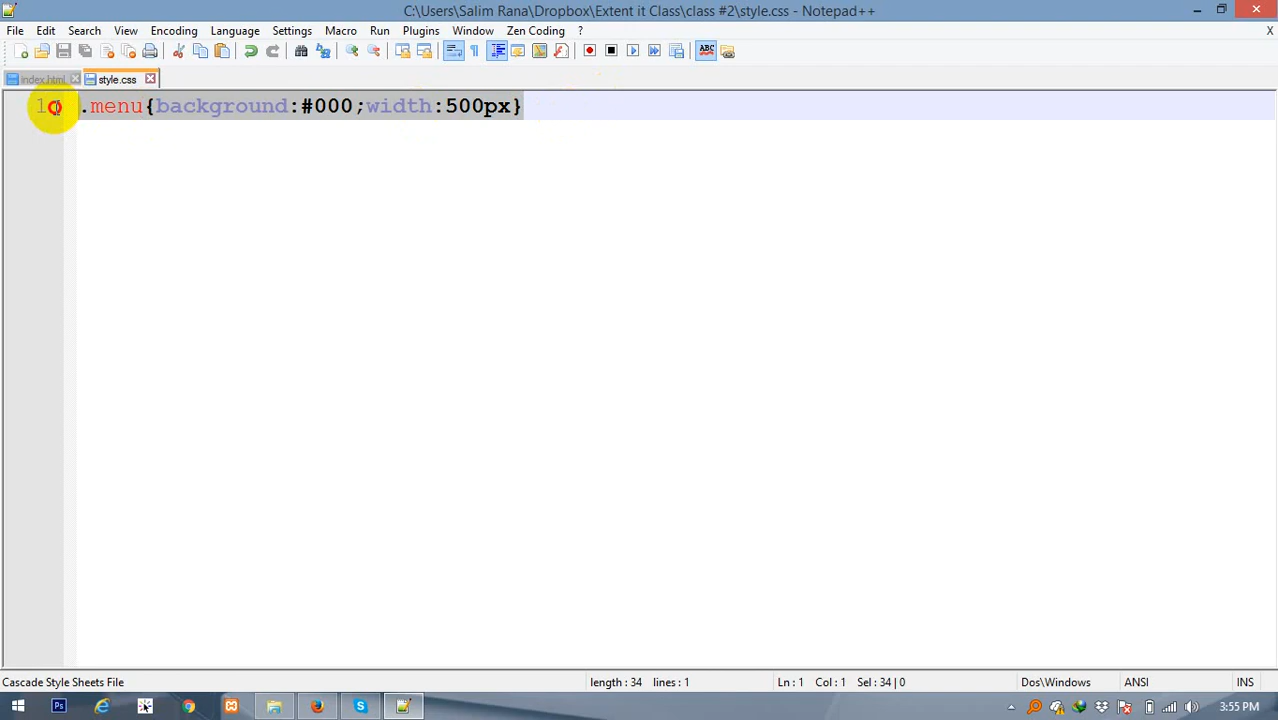 C:\Users\Salim Rana\Dropbox\Extent it Class\class #2\style.css - Notepad++
File Edit Search View Encoding Language Settings Macro Run Plugins Window Zen Coding ? X
index.html style.css
1 .menu{background:#000;width:500px}
Cascade Style Sheets File length : 34 lines : 1 Ln : 1 Col : 1 Sel : 34 | 0 Dos\Windows ANSI INS
3:55 PM